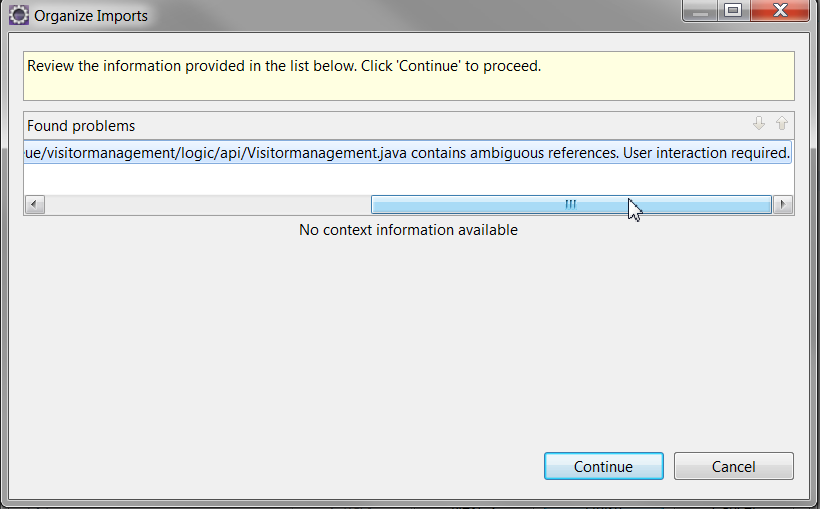 Organize Imports
Review the information provided in the list below. Click 'Continue' to proceed.
Found problems
ue/visitormanagement/logic/api/Visitormanagement.java contains ambiguous references. User interaction required.
No context information available
Continue
Cancel